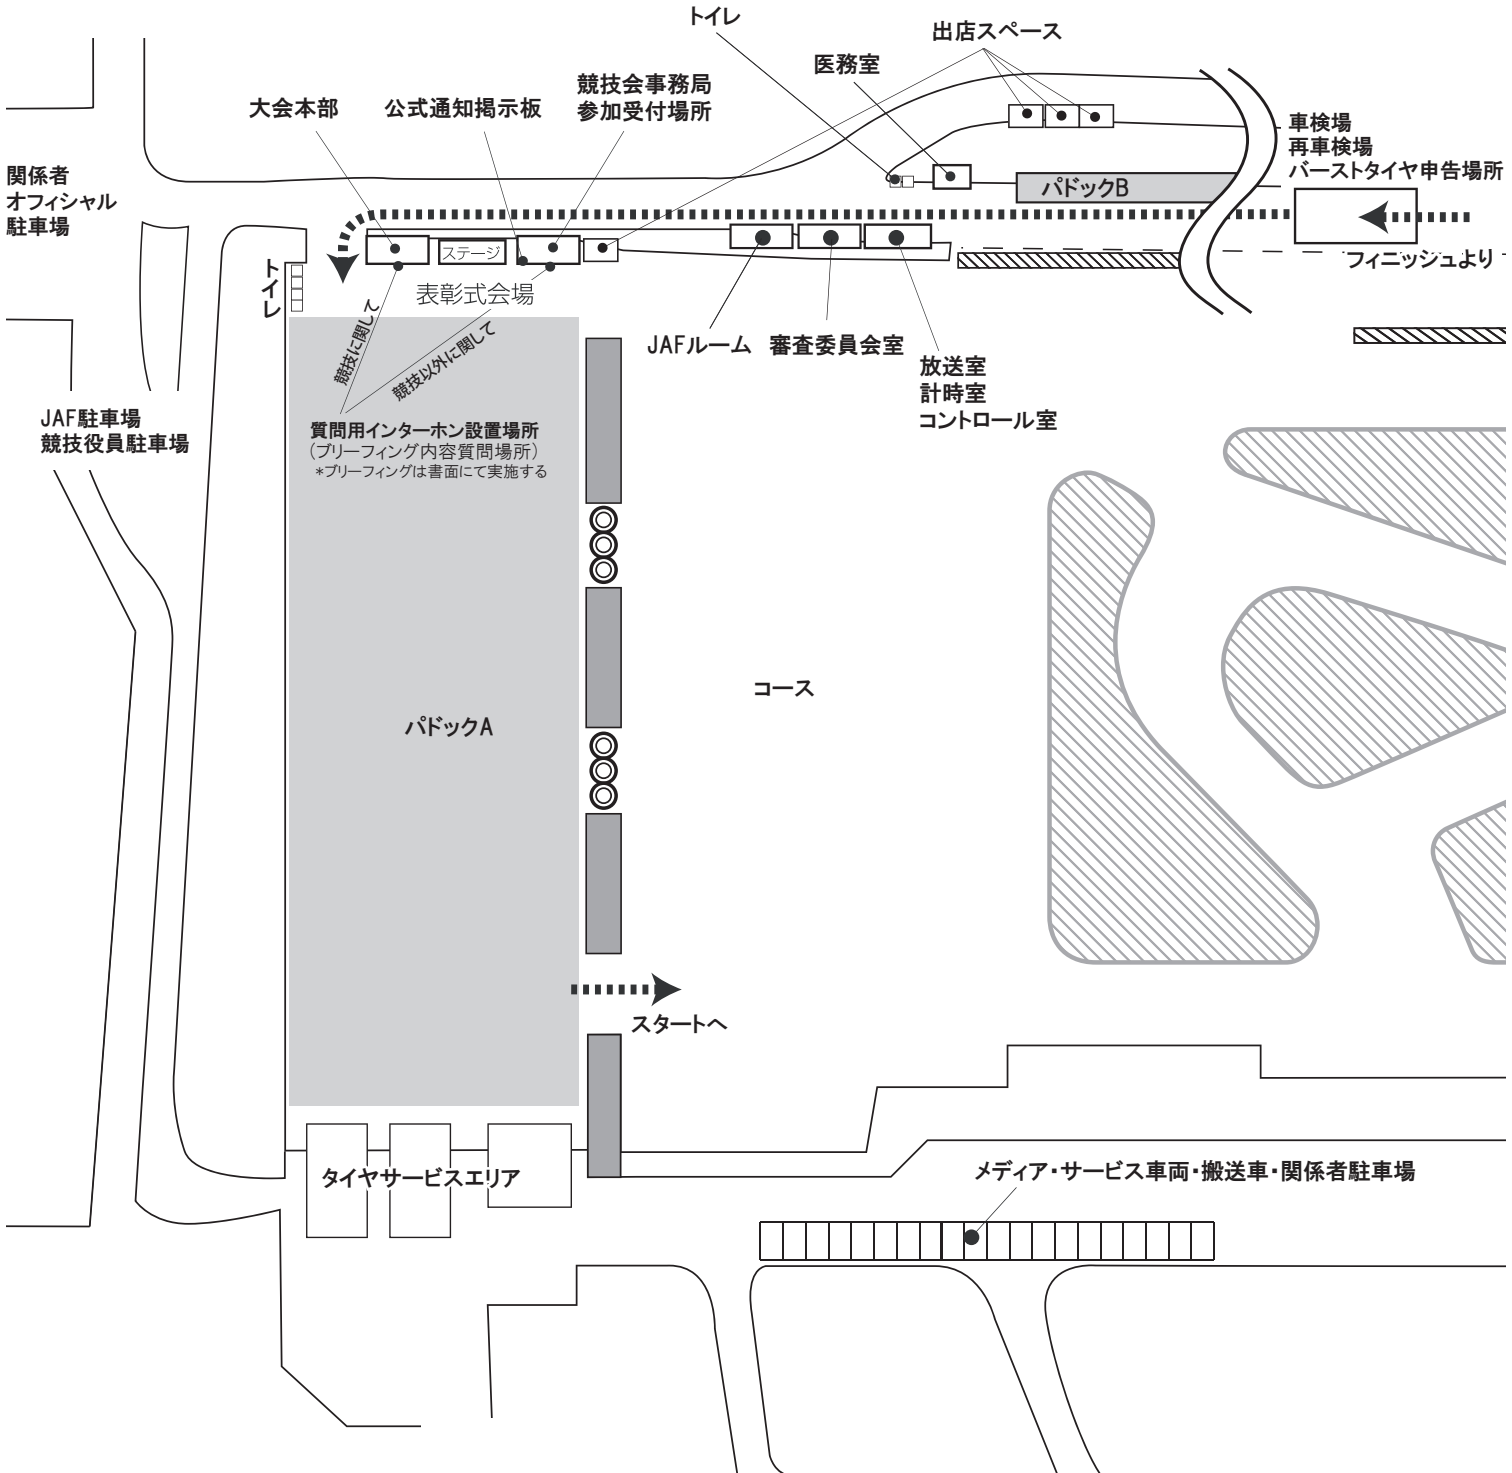 トイレ
出店スペース
医務室
競技会事務局
参加受付場所
大会本部
公式通知掲示板
車検場
再車検場
バーストタイヤ申告場所
関係者
オフィシャル
駐車場
パドックB
ステージ
フィニッシュより
トイレ
表彰式会場
競技に関して
競技以外に関して
JAFルーム
審査委員会室
放送室
計時室
コントロール室
JAF駐車場
競技役員駐車場
質問用インターホン設置場所
(ブリーフィング内容質問場所)
*ブリーフィングは書面にて実施する
コース
パドックA
スタートへ
タイヤサービスエリア
メディア・サービス車両・搬送車・関係者駐車場